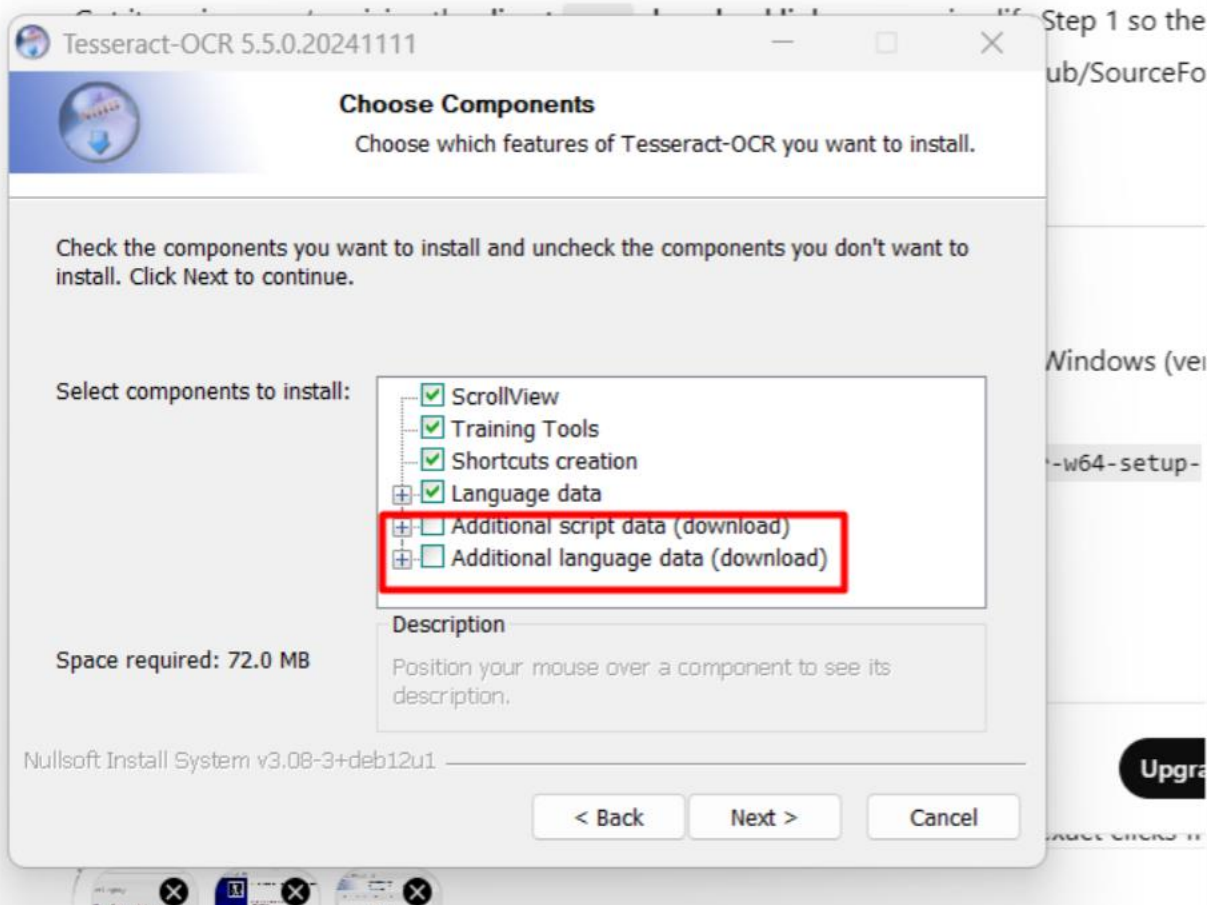 Step 1 so the
Tesseract-OCR 5.5.0.20241111
ub/SourceFo
Choose Components
Choose which features of Tesseract-OCR you want to install.
Check the components you want to install and uncheck the components you don't want to
install. Click Next to continue.
Windows (ver
Select components to install:
ScrollView
Training Tools
Shortcuts creation
-w64-setup-
Language data
Additional script data (download)
Additional language data (download)
Description
Space required: 72.0 MB
Position your mouse over a component to see its
description.
Nullsoft Install System v3.08-3+deb12u1
Upgra
< Back
Next >
Cancel